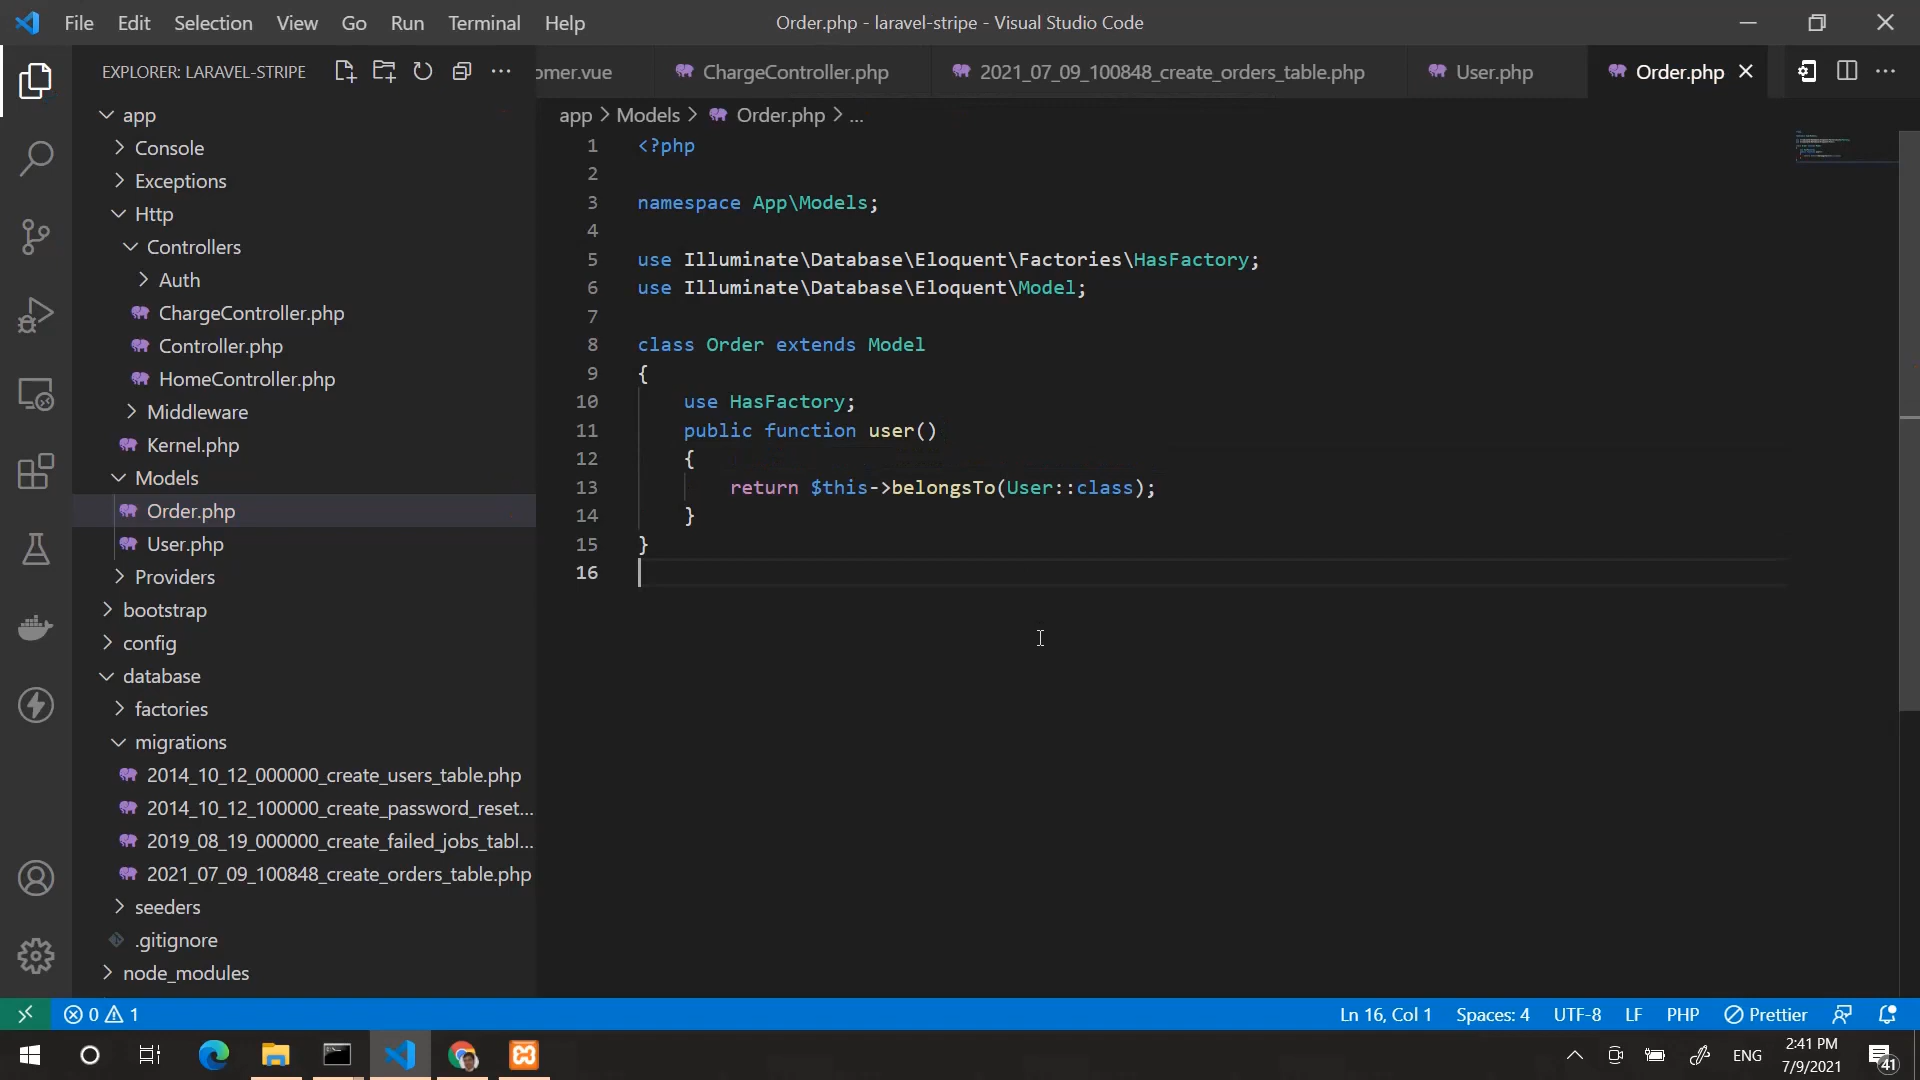 File Edit Selection View Go Run Terminal Help
Order.php - laravel-stripe - Visual Studio Code
EXPLORER: LARAVEL-STRIPE
omer.vue ChargeController.php 2021_07_09_100848_create_orders_table.php User.php Order.php
app > Models > Order.php > ...
app
Console
Exceptions
Http
Controllers
Auth
ChargeController.php
Controller.php
HomeController.php
Middleware
Kernel.php
Models
Order.php
User.php
Providers
bootstrap
config
database
factories
migrations
2014_10_12_000000_create_users_table.php
2014_10_12_100000_create_password_reset...
2019_08_19_000000_create_failed_jobs_tabl...
2021_07_09_100848_create_orders_table.php
seeders
.gitignore
node_modules
1 <?php
2
3 namespace App\Models;
4
5 use Illuminate\Database\Eloquent\Factories\HasFactory;
6 use Illuminate\Database\Eloquent\Model;
7
8 class Order extends Model
9 {
10 use HasFactory;
11 public function user()
12 {
13 return $this->belongsTo(User::class);
14 }
15 }
16
0 1
Ln 16, Col 1 Spaces: 4 UTF-8 LF PHP Prettier
ENG
2:41 PM
7/9/2021
41